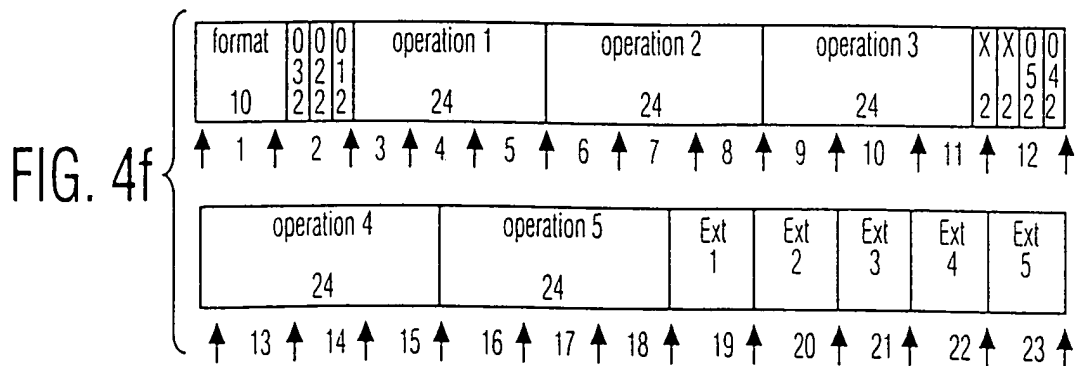 FIG. 4f
format 0 0 0 operation 1 operation 2 operation 3 X X 0 0
3 2 1 5 4
10 2 2 2 24 24 24 2 2 2 2
1 2 3 4 5 6 7 8 9 10 11 12
operation 4 operation 5 Ext Ext Ext Ext Ext
1 2 3 4 5
24 24
13 14 15 16 17 18 19 20 21 22 23